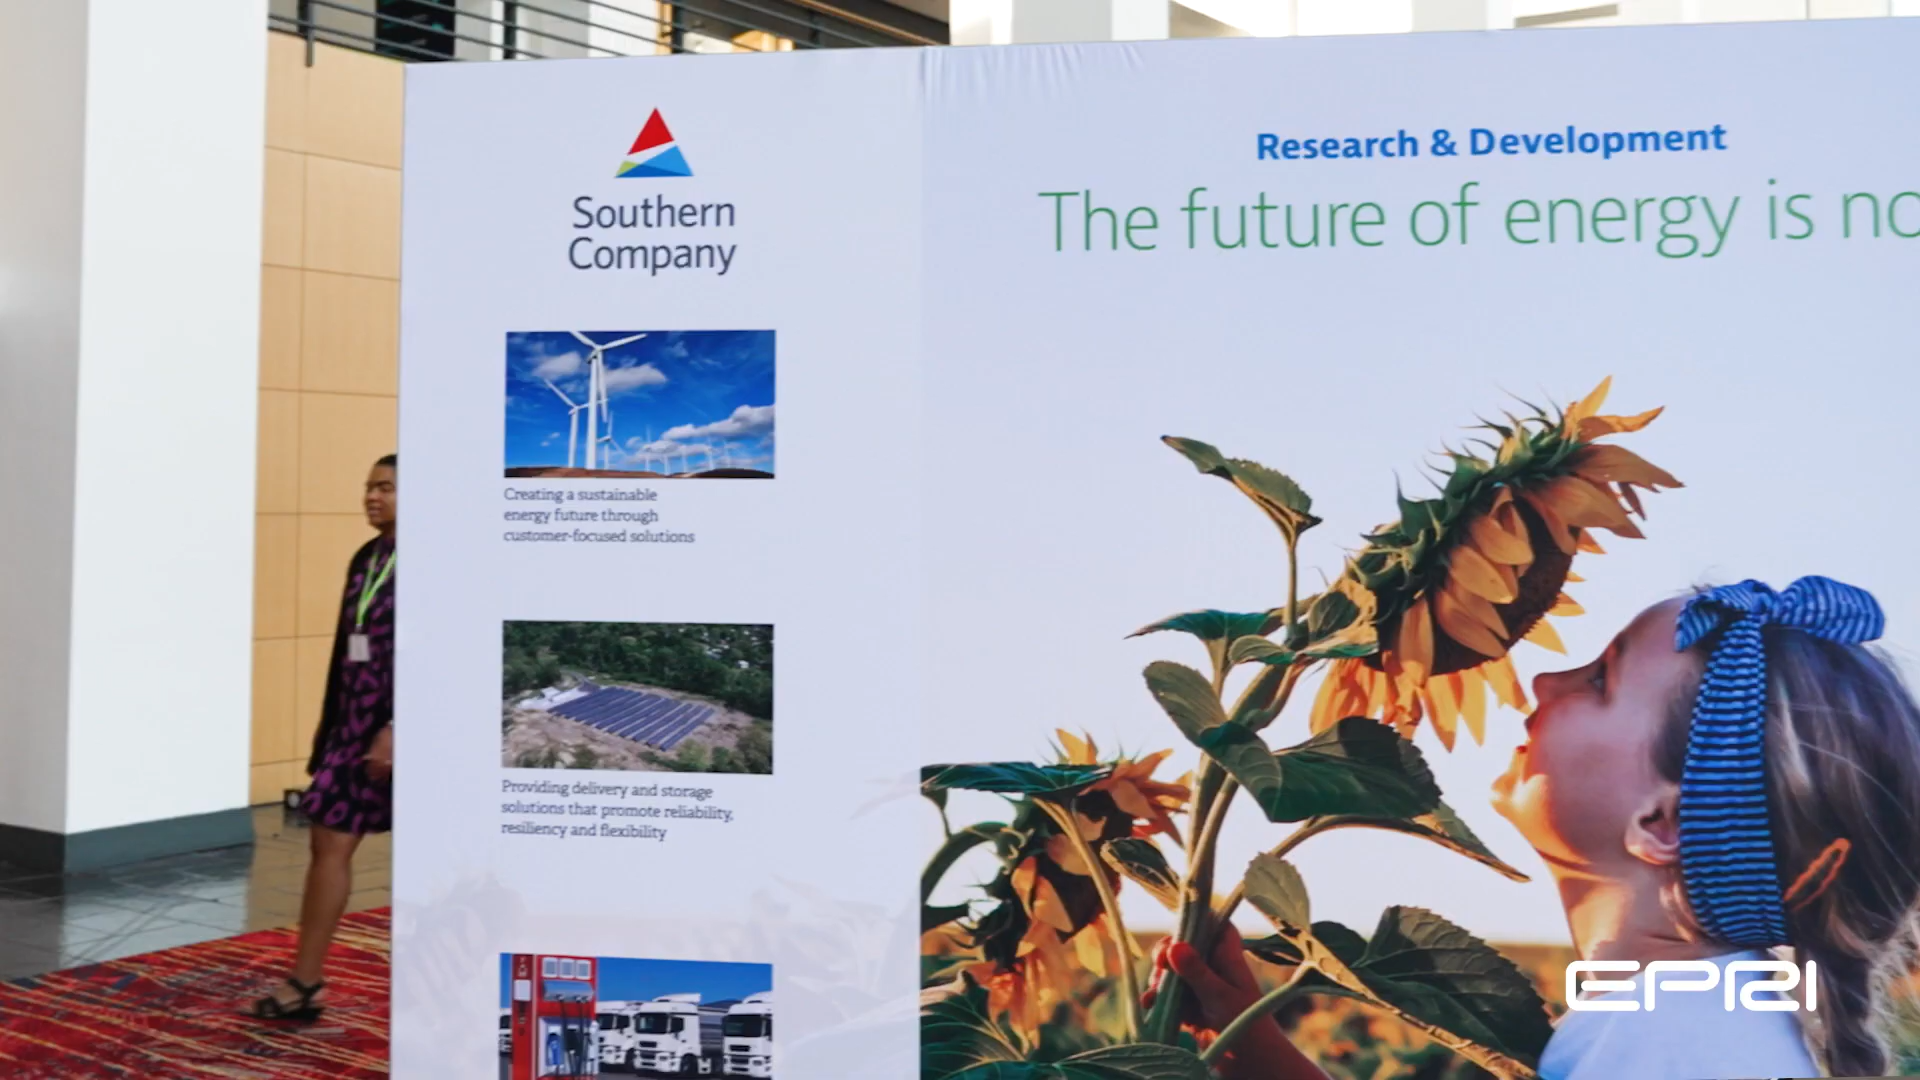 Southern
Company
Creating a sustainable
energy future through
customer-focused solutions
Providing delivery and storage
solutions that promote reliability,
resiliency and flexibility
Research & Development
The future of energy is no
EPRI